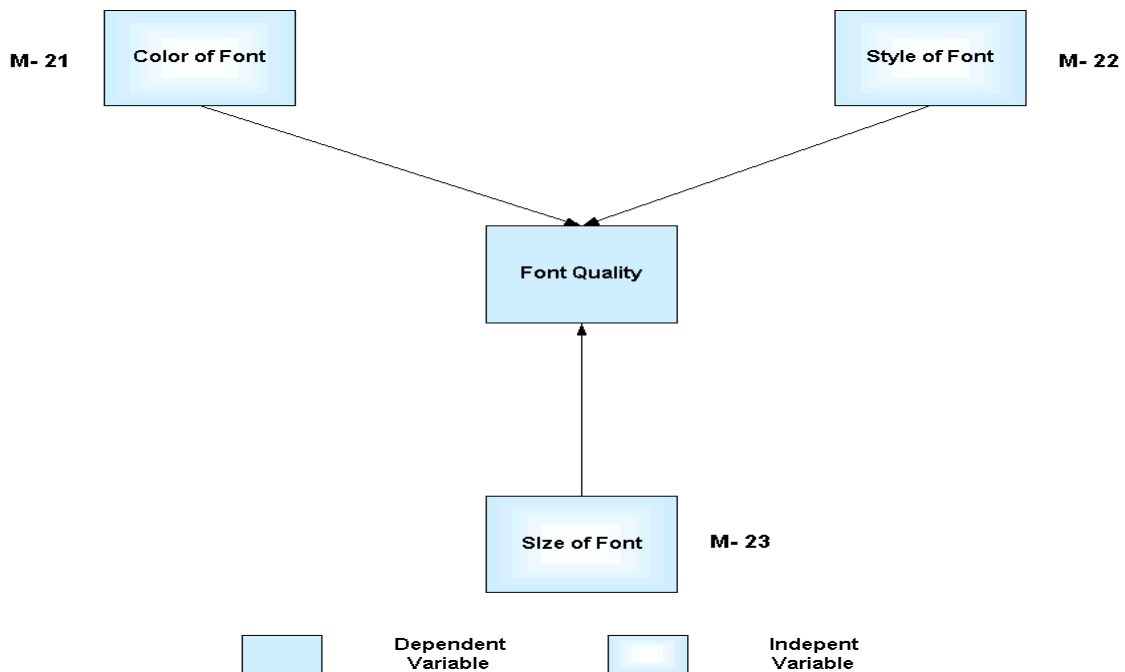 M- 21
Color of Font
Style of Font
M- 22
Font Quality
SIze of Font
M- 23
Dependent
Variable
Indepent
Variable